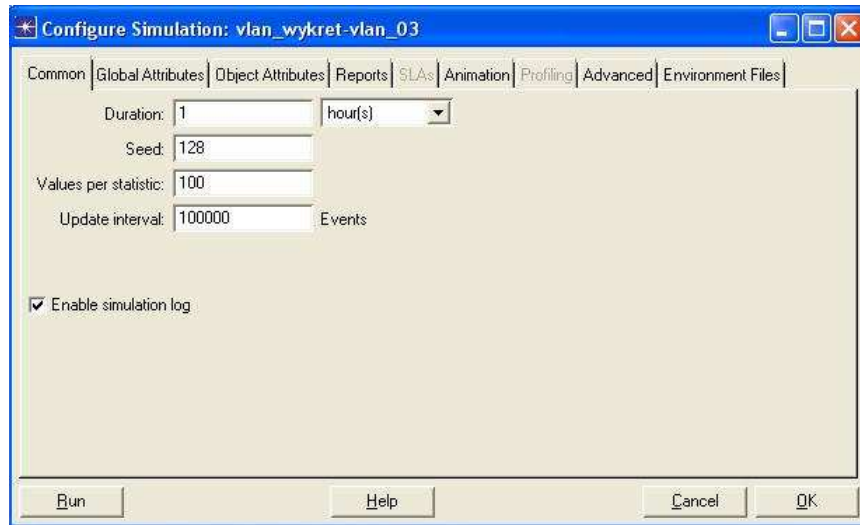 Configure Simulation: vlan_wykret-vlan_03
Common Global Attributes Object Attributes Reports SLAs Animation Profiling Advanced Environment Files
Duration: 1 hour(s)
Seed: 128
Values per statistic: 100
Update interval: 100000 Events
Enable simulation log
Run Help Cancel OK